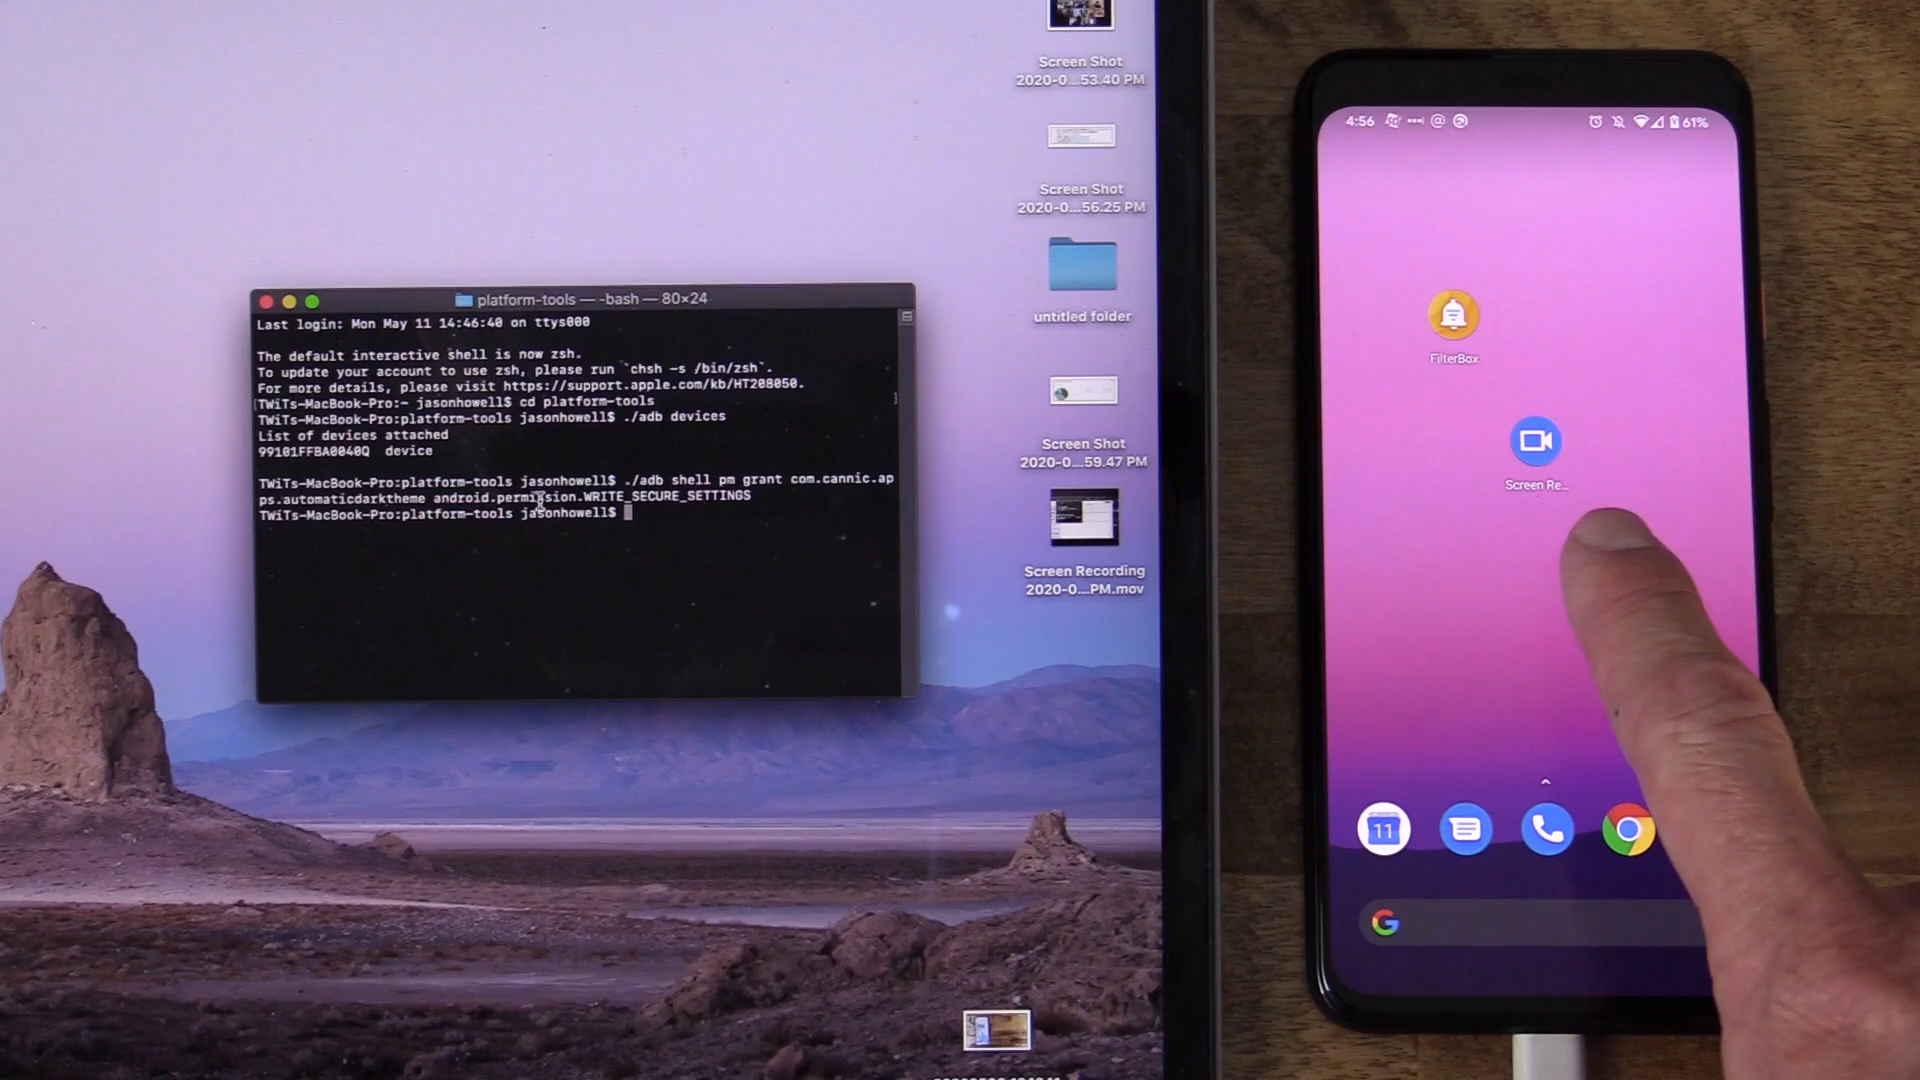 Screen Shot
2020-0...53.40 PM
Screen Shot
2020-0...56.25 PM
untitled folder
Screen Shot
2020-0...59.47 PM
Screen Recording
2020-0...PM.mov
platform-tools — -bash — 80×24
Last login: Mon May 11 14:46:40 on ttys000
The default interactive shell is now zsh.
To update your account to use zsh, please run `chsh -s /bin/zsh`.
For more details, please visit https://support.apple.com/kb/HT208050.
[TWiTs-MacBook-Pro:~ jasonhowell$ cd platform-tools ]
TWiTs-MacBook-Pro:platform-tools jasonhowell$ ./adb devices
List of devices attached
99101FFBA0040Q device
TWiTs-MacBook-Pro:platform-tools jasonhowell$ ./adb shell pm grant com.cannic.ap
ps.automaticdarktheme android.permission.WRITE_SECURE_SETTINGS
TWiTs-MacBook-Pro:platform-tools jasonhowell$
4:56
61%
FilterBox
Screen Re...
11
G